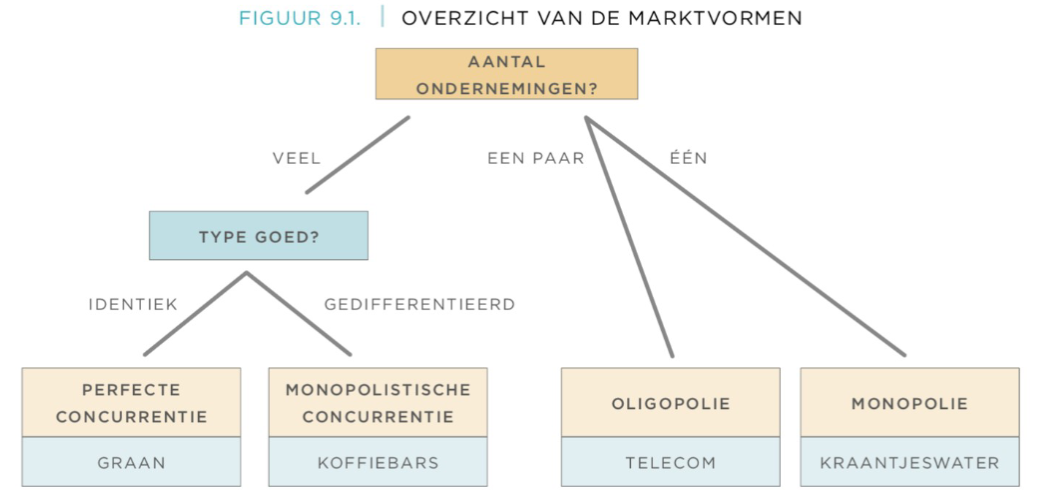 FIGUUR 9.1. | OVERZICHT VAN DE MARKTVORMEN
AANTAL
ONDERNEMINGEN?
VEEL
EEN PAAR
ÉÉN
TYPE GOED?
IDENTIEK
GEDIFFERENTIEERD
PERFECTE
CONCURRENTIE
MONOPOLISTISCHE
CONCURRENTIE
OLIGOPOLIE
MONOPOLIE
GRAAN
KOFFIEBARS
TELECOM
KRAANTJESWATER